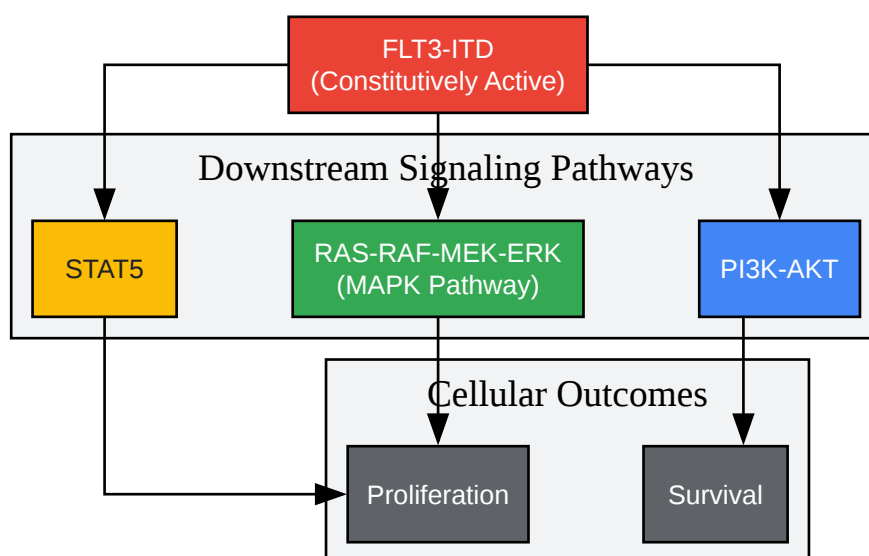 FLT3-ITD
(Constitutively Active)
Downstream Signaling Pathways
STAT5
RAS-RAF-MEK-ERK
(MAPK Pathway)
PI3K-AKT
Cellular Outcomes
Proliferation
Survival